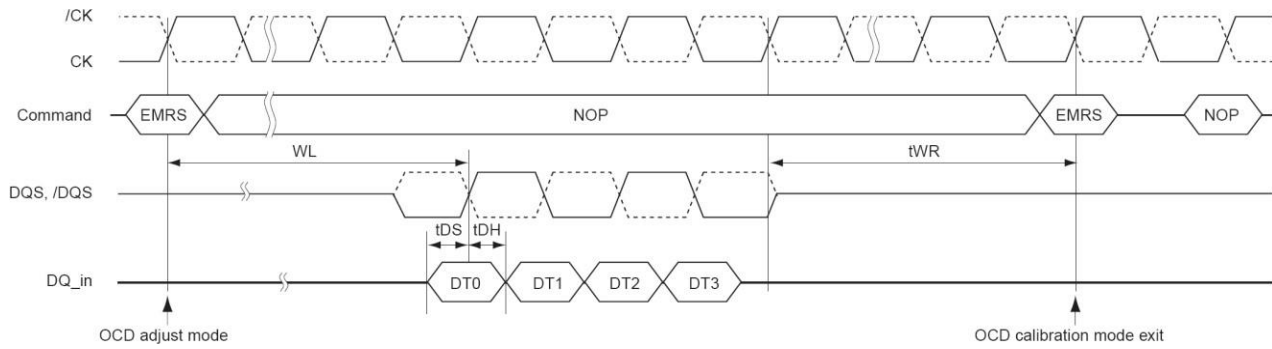 /CK
CK
Command EMRS NOP EMRS NOP
WL tWR
DQS, /DQS
tDS tDH
DQ_in DT0 DT1 DT2 DT3
OCD adjust mode OCD calibration mode exit